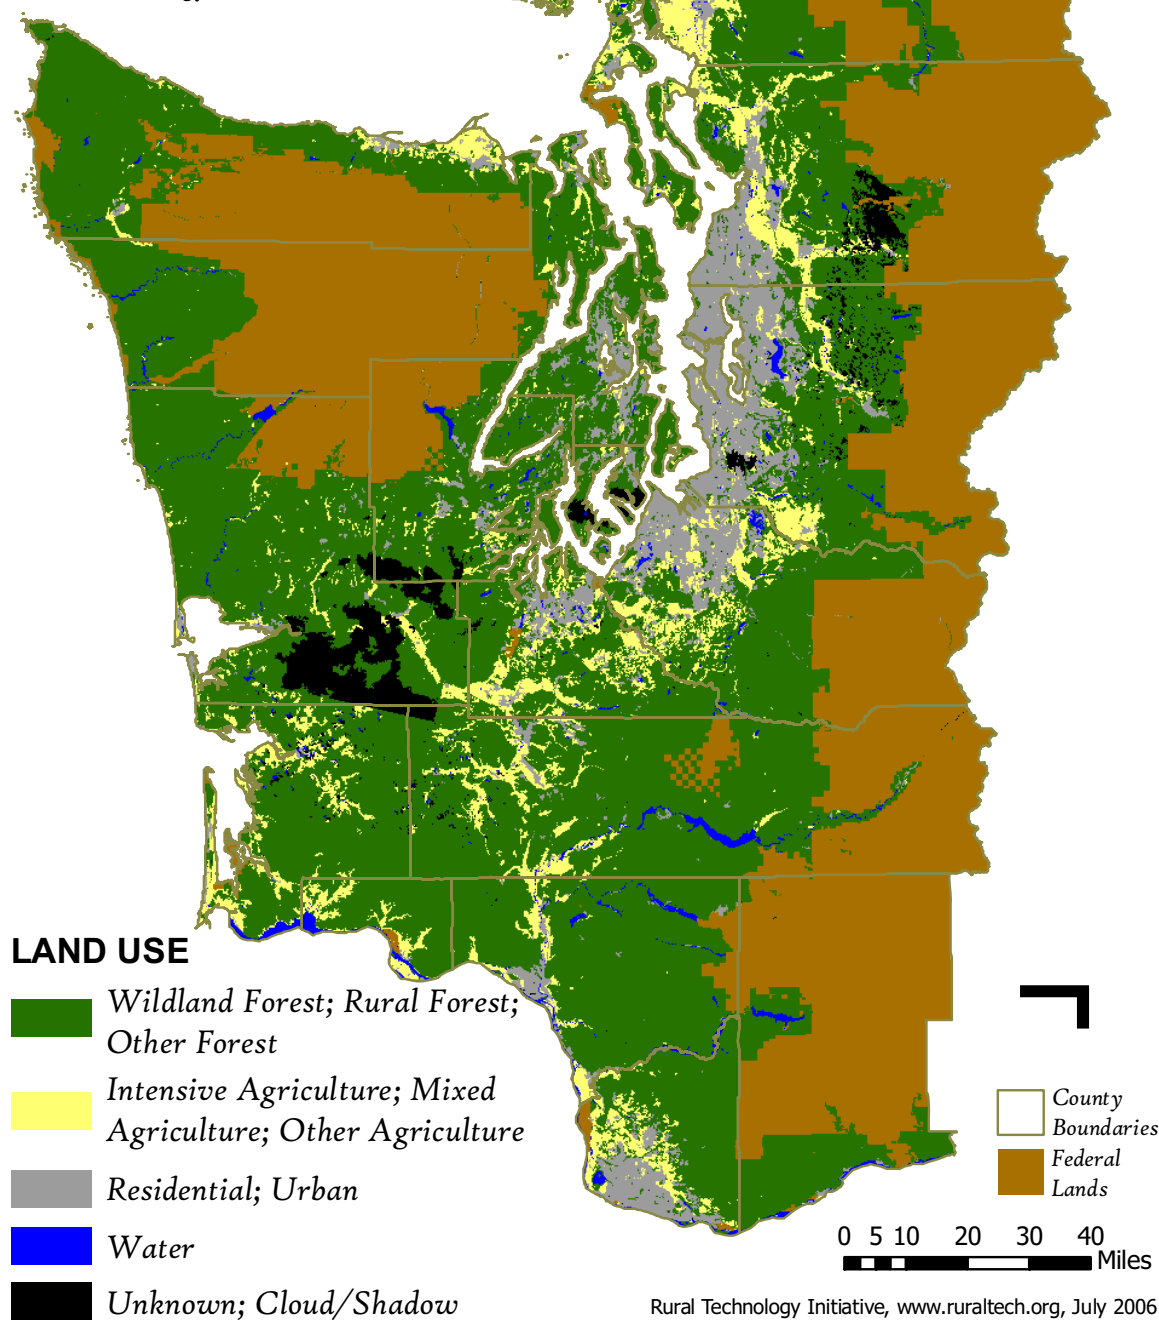 LAND USE
Wildland Forest; Rural Forest;
Other Forest
Intensive Agriculture; Mixed
Agriculture; Other Agriculture
Residential; Urban
Water
Unknown; Cloud/Shadow
County
Boundaries
Federal
Lands
0 5 10 20 30 40
Miles
Rural Technology Initiative, www.ruraltech.org, July 2006